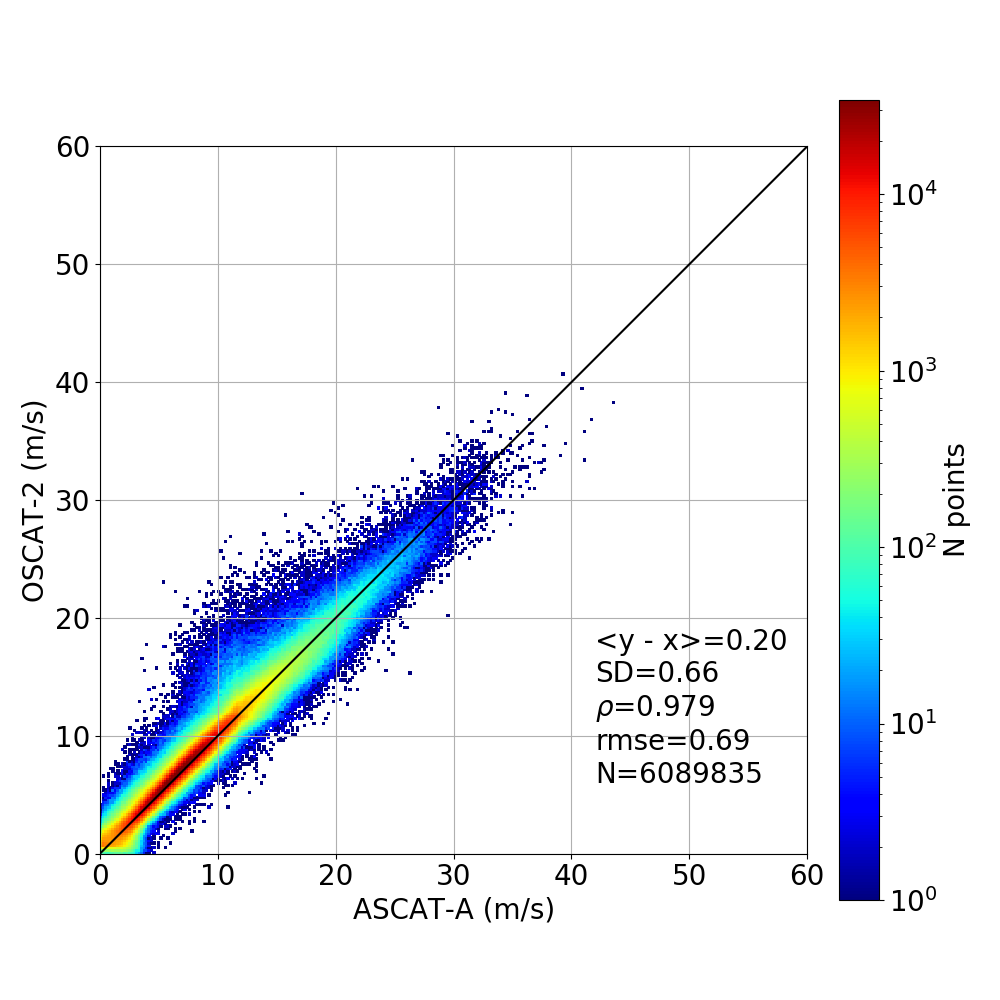 60
50
40
30
20
10
0
0 10 20 30 40 50 60
OSCAT-2 (m/s)
ASCAT-A (m/s)
<y - x>=0.20
SD=0.66
ρ=0.979
rmse=0.69
N=6089835
10⁴
10³
10²
10¹
10⁰
N points